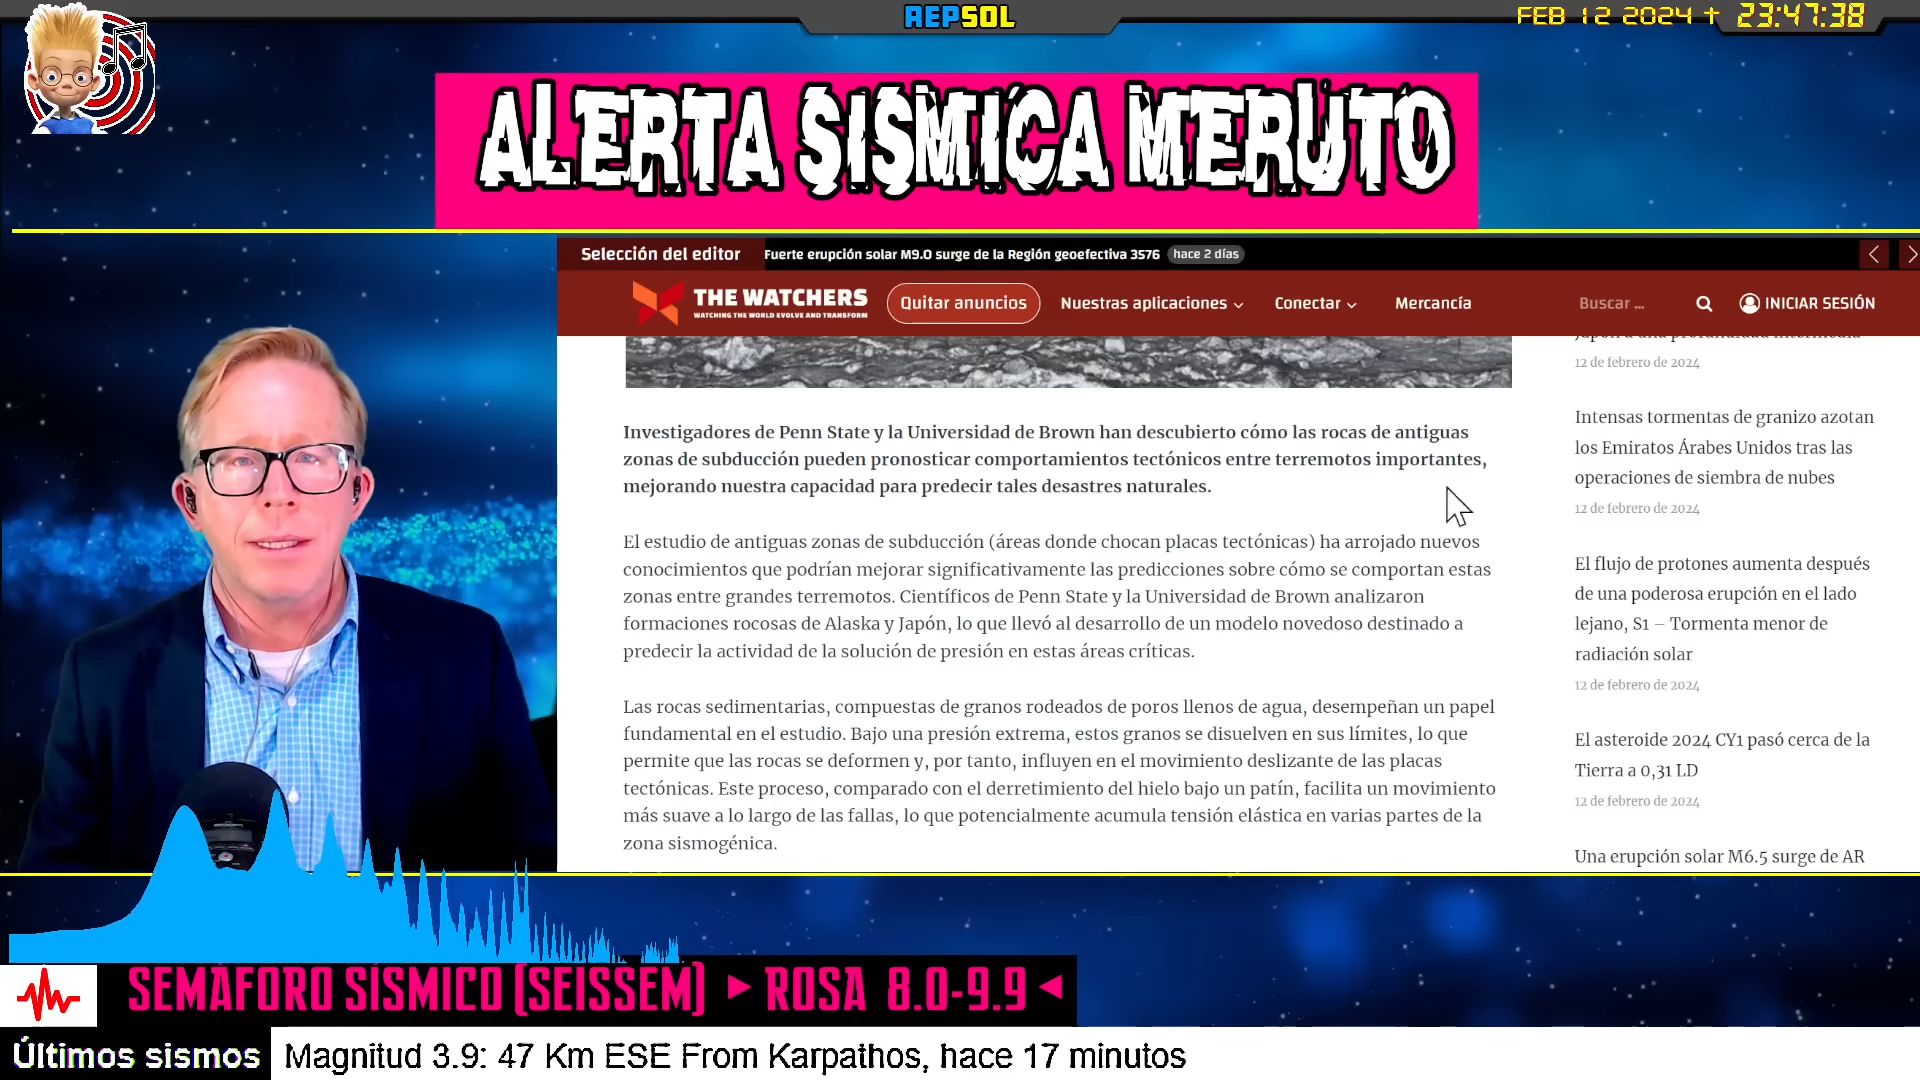 REPSOL
FEB 12 2024 † 23:47:38
ALERTA SISMICA MERUTO
Selección del editor
Fuerte erupción solar M9.0 surge de la Región geoefectiva 3576 hace 2 días
THE WATCHERS
WATCHING THE WORLD EVOLVE AND TRANSFORM
Quitar anuncios
Nuestras aplicaciones
Conectar
Mercancía
Buscar ...
INICIAR SESIÓN
Investigadores de Penn State y la Universidad de Brown han descubierto cómo las rocas de antiguas
zonas de subducción pueden pronosticar comportamientos tectónicos entre terremotos importantes,
mejorando nuestra capacidad para predecir tales desastres naturales.
El estudio de antiguas zonas de subducción (áreas donde chocan placas tectónicas) ha arrojado nuevos
conocimientos que podrían mejorar significativamente las predicciones sobre cómo se comportan estas
zonas entre grandes terremotos. Científicos de Penn State y la Universidad de Brown analizaron
formaciones rocosas de Alaska y Japón, lo que llevó al desarrollo de un modelo novedoso destinado a
predecir la actividad de la solución de presión en estas áreas críticas.
Las rocas sedimentarias, compuestas de granos rodeados de poros llenos de agua, desempeñan un papel
fundamental en el estudio. Bajo una presión extrema, estos granos se disuelven en sus límites, lo que
permite que las rocas se deformen y, por tanto, influyen en el movimiento deslizante de las placas
tectónicas. Este proceso, comparado con el derretimiento del hielo bajo un patín, facilita un movimiento
más suave a lo largo de las fallas, lo que potencialmente acumula tensión elástica en varias partes de la
zona sismogénica.
Japón a una profundidad intermedia
12 de febrero de 2024
Intensas tormentas de granizo azotan
los Emiratos Árabes Unidos tras las
operaciones de siembra de nubes
12 de febrero de 2024
El flujo de protones aumenta después
de una poderosa erupción en el lado
lejano, S1 – Tormenta menor de
radiación solar
12 de febrero de 2024
El asteroide 2024 CY1 pasó cerca de la
Tierra a 0,31 LD
12 de febrero de 2024
Una erupción solar M6.5 surge de AR
SEMÁFORO SÍSMICO (SEISSEM) ► ROSA 8.0-9.9 ◄
Últimos sismos
Magnitud 3.9: 47 Km ESE From Karpathos, hace 17 minutos